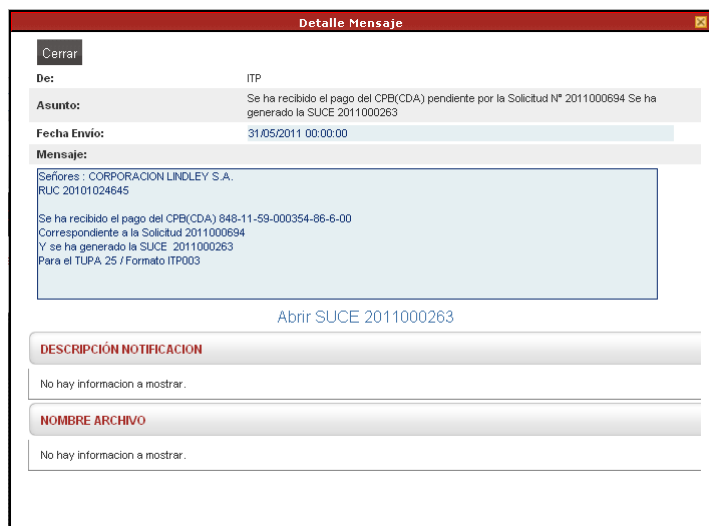 Detalle Mensaje
Cerrar
De: ITP
Asunto: Se ha recibido el pago del CPB(CDA) pendiente por la Solicitud N° 2011000694 Se ha
generado la SUCE 2011000263
Fecha Envío: 31/05/2011 00:00:00
Mensaje:
Señores : CORPORACION LINDLEY S.A.
RUC 20101024645
Se ha recibido el pago del CPB(CDA) 848-11-59-000354-86-6-00
Correspondiente a la Solicitud 2011000694
Y se ha generado la SUCE 2011000263
Para el TUPA 25 / Formato ITP003
Abrir SUCE 2011000263
DESCRIPCIÓN NOTIFICACION
No hay informacion a mostrar.
NOMBRE ARCHIVO
No hay informacion a mostrar.